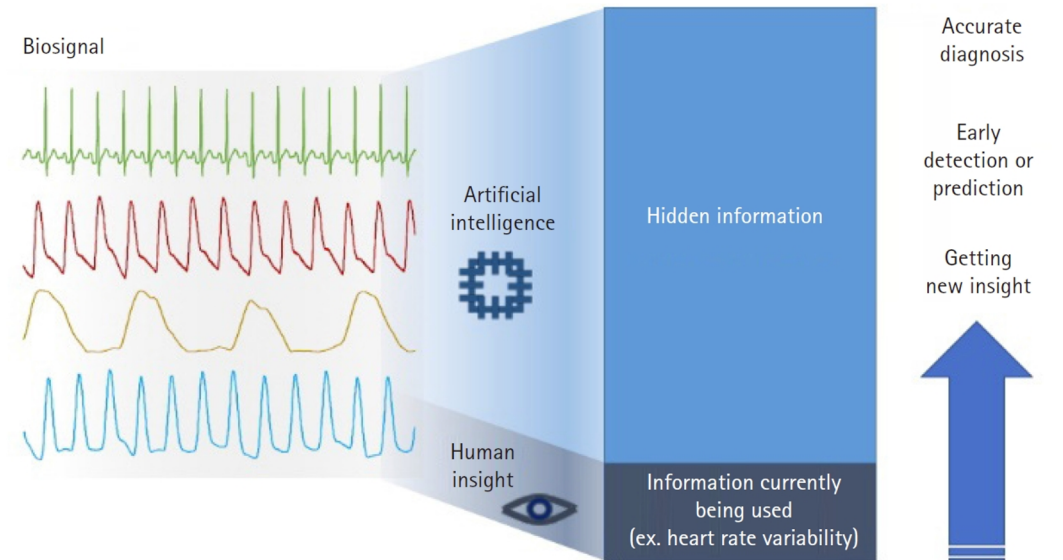 Biosignal
Artificial
intelligence
Human
insight
Hidden information
Information currently
being used
(ex. heart rate variability)
Accurate
diagnosis
Early
detection or
prediction
Getting
new insight